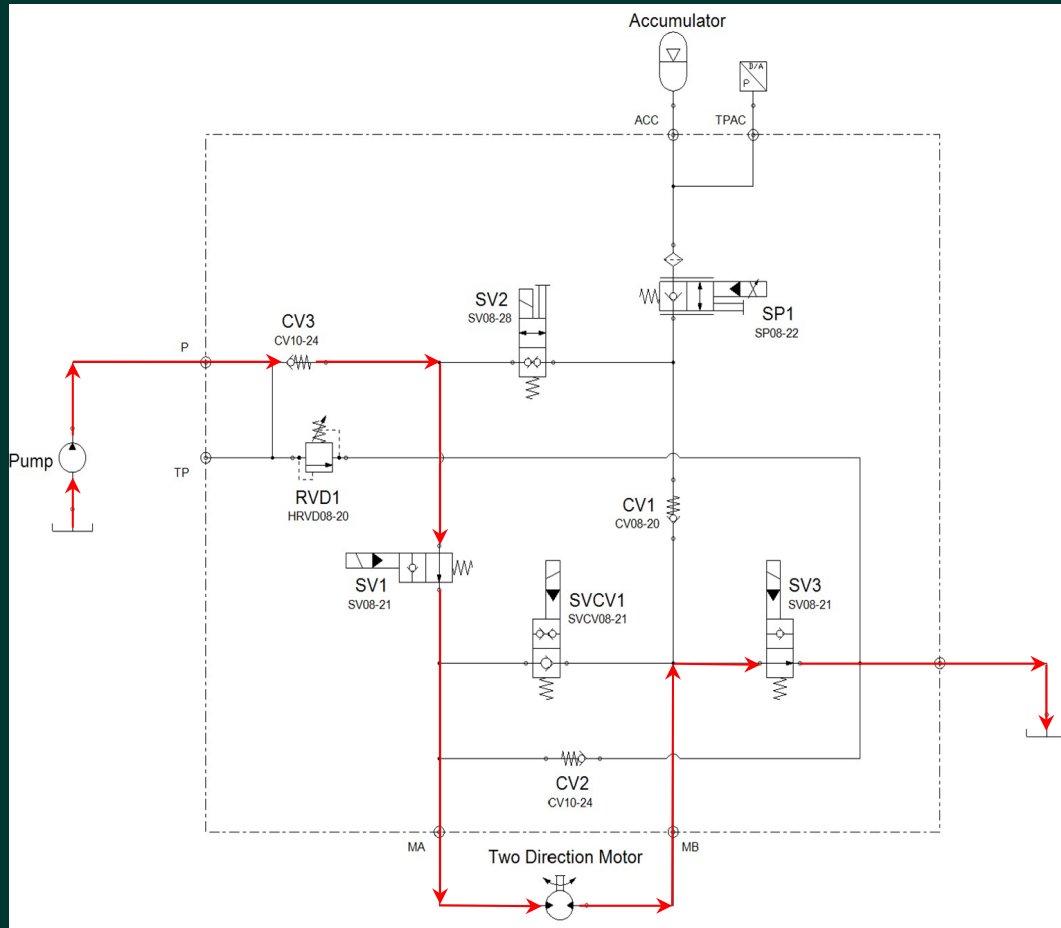 Accumulator
D/A
P
ACC
TPAC
SV2
SV08-28
SP1
SP08-22
CV3
CV10-24
P
Pump
TP
RVD1
HRVD08-20
CV1
CV08-20
SV1
SV08-21
SVCV1
SVCV08-21
SV3
SV08-21
CV2
CV10-24
MA
MB
Two Direction Motor